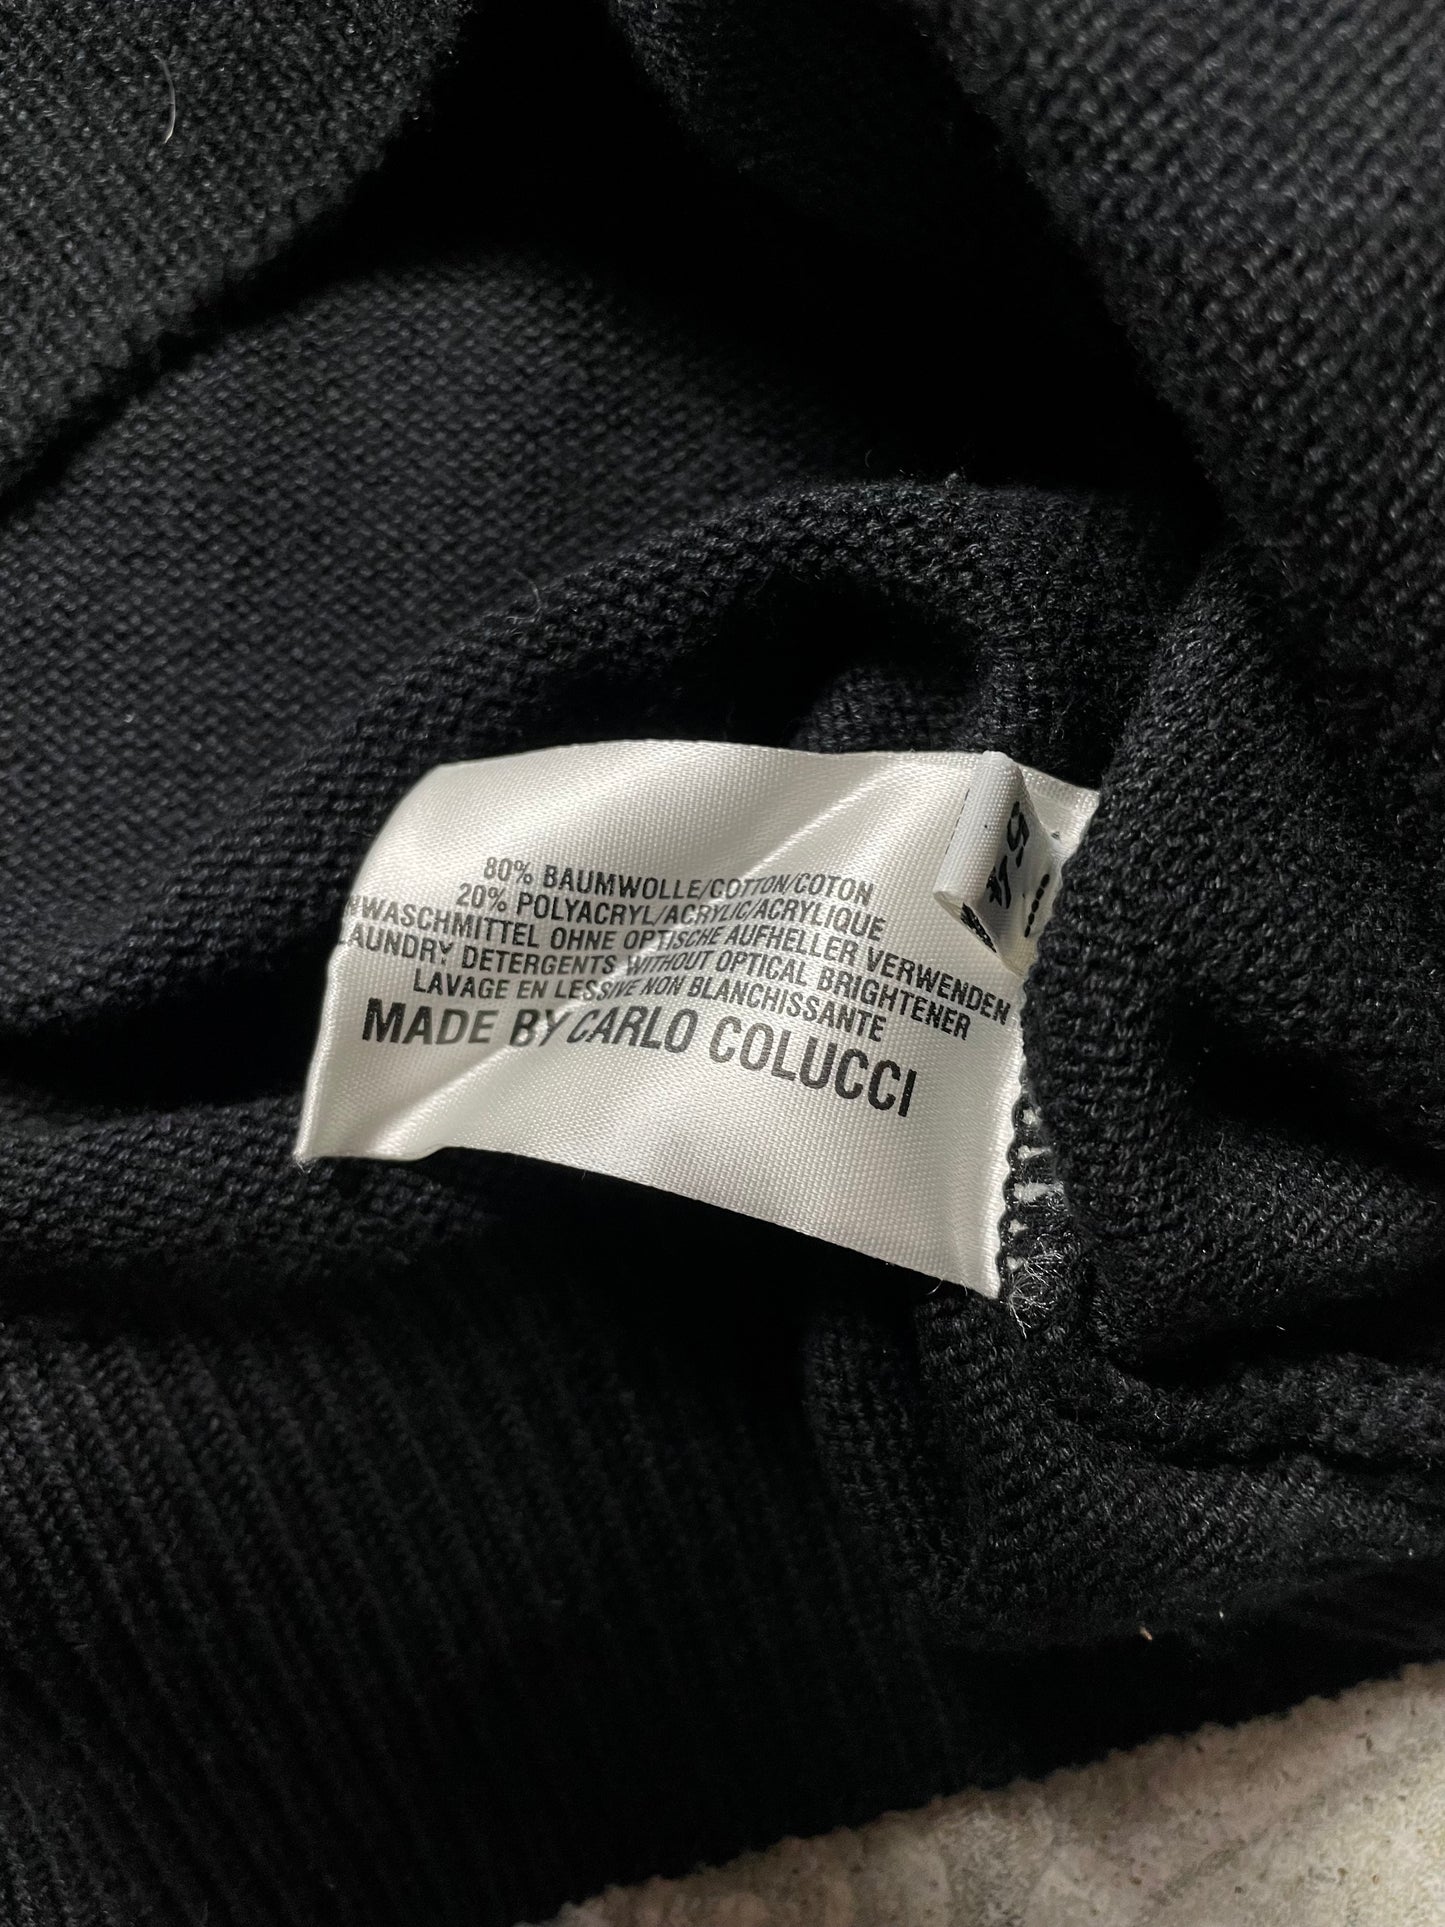 80% BAUMWOLLE/COTTON/COTON
20% POLYACRYL/ACRYLIC/ACRYLIQUE
NWASCHMITTEL OHNE OPTISCHE AUFHELLER VERWENDEN
LAUNDRY DETERGENTS WITHOUT OPTICAL BRIGHTENER
LAVAGE EN LESSIVE NON BLANCHISSANTE
MADE BY CARLO COLUCCI